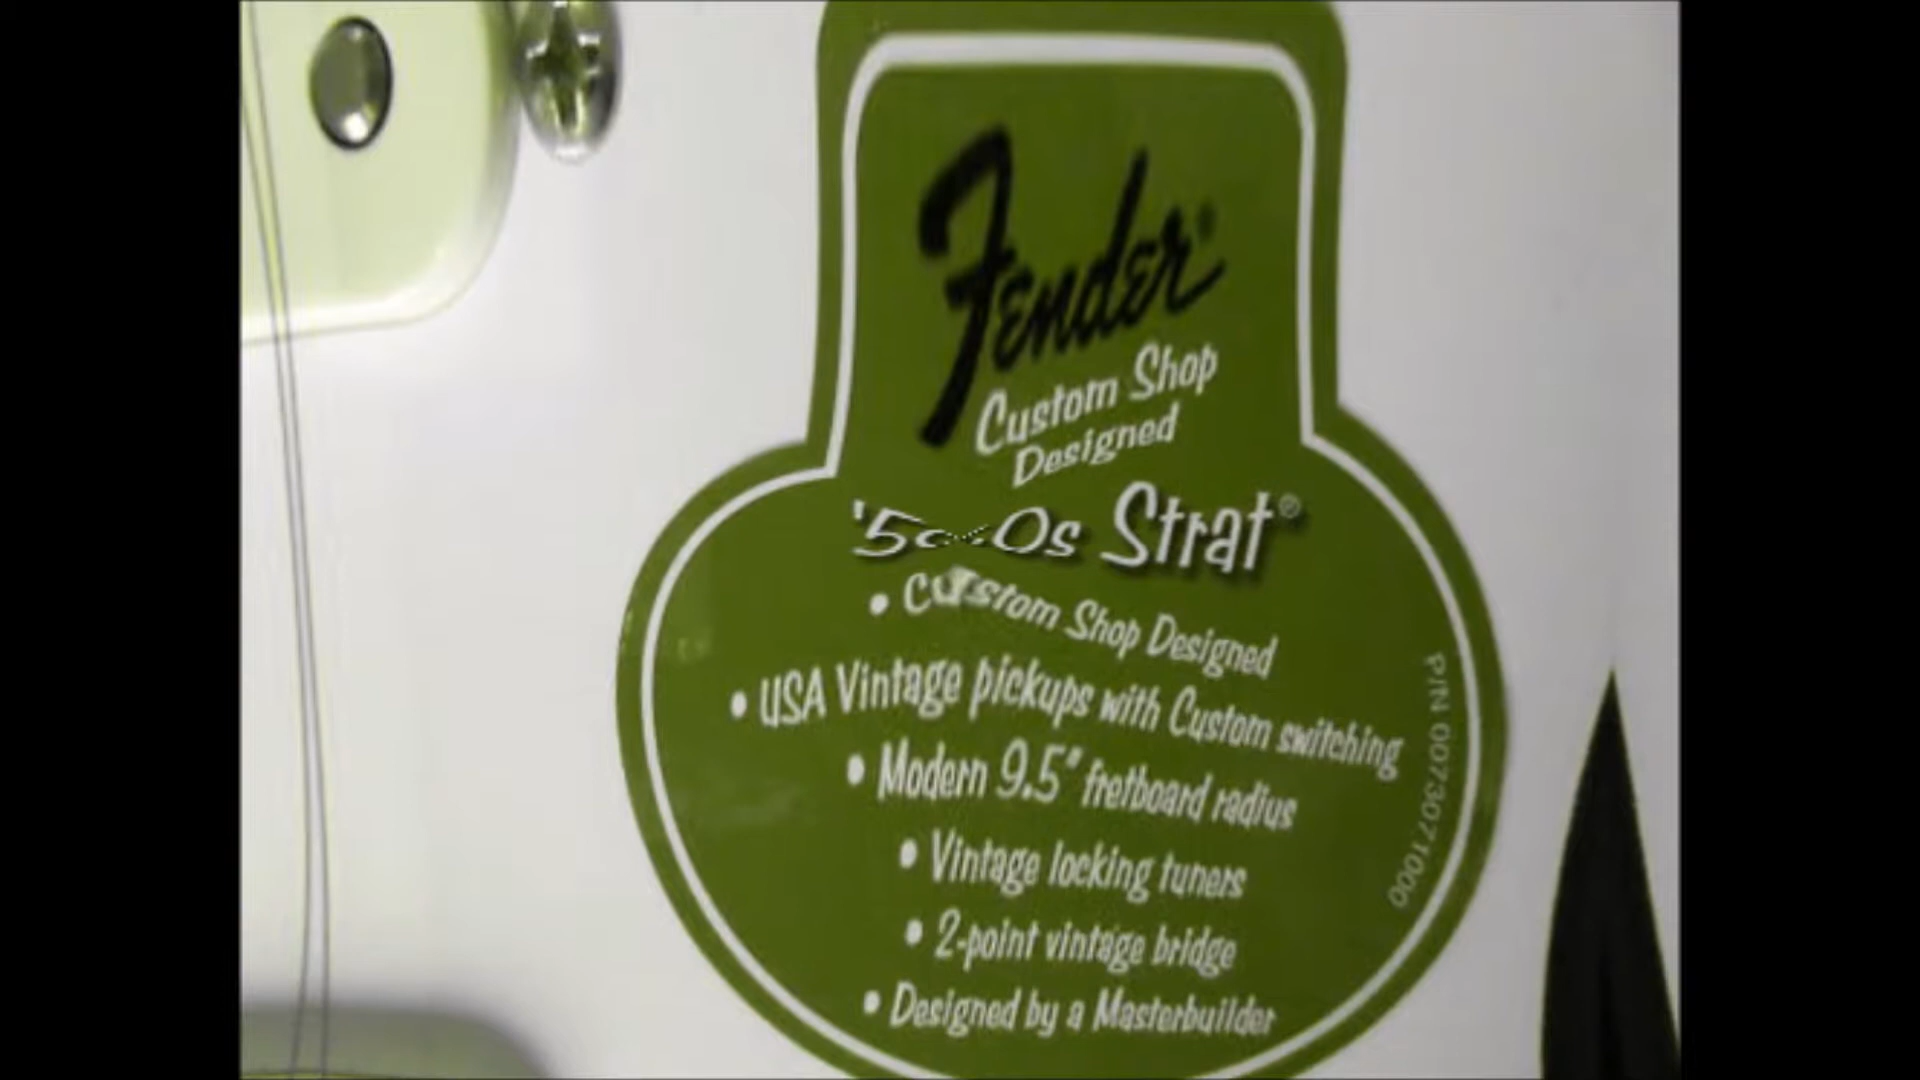 Fender®
Custom Shop
Designed
Strat®
• Custom Shop Designed
• USA Vintage pickups with Custom switching
• Modern 9.5" fretboard radius
• Vintage locking tuners
• 2-point vintage bridge
• Designed by a Masterbuilder
P/N 0073071000